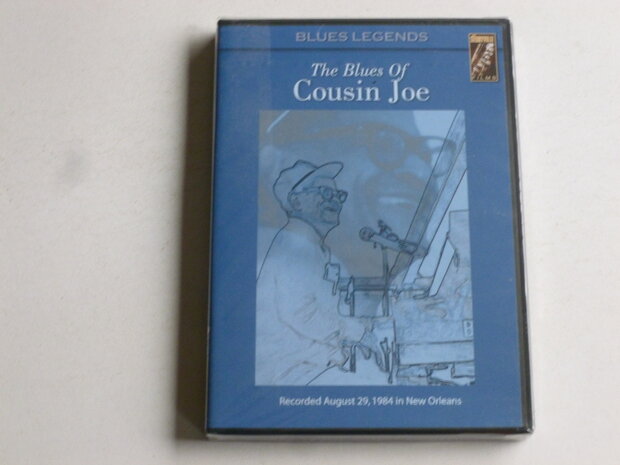 BLUES LEGENDS
The Blues Of
Cousin Joe
Recorded August 29, 1984 in New Orleans